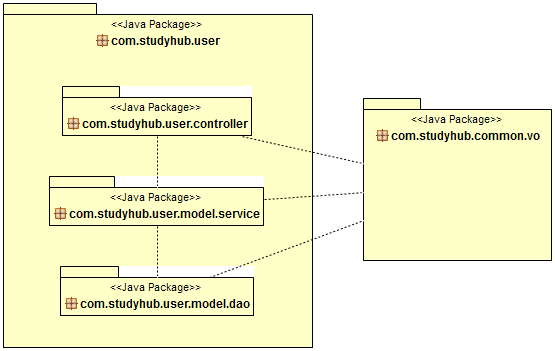 <<Java Package>>
com.studyhub.user
<<Java Package>>
com.studyhub.user.controller
<<Java Package>>
com.studyhub.common.vo
<<Java Package>>
com.studyhub.user.model.service
<<Java Package>>
com.studyhub.user.model.dao